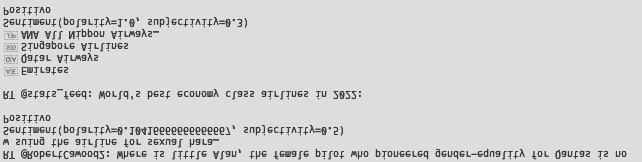 RT @RobertCawood2: Where is little Alan, the female pilot who pioneered gender-equality for Qantas is no
w suing the airline for sexual hara…
Sentiment(polarity=0.10416666666666667, subjectivity=0.5)
Positivo
RT @stats_feed: World's best economy class airlines in 2022:
AE Emirates
QA Qatar Airways
SG Singapore Airlines
JP ANA All Nippon Airways…
Sentiment(polarity=1.0, subjectivity=0.3)
Positivo